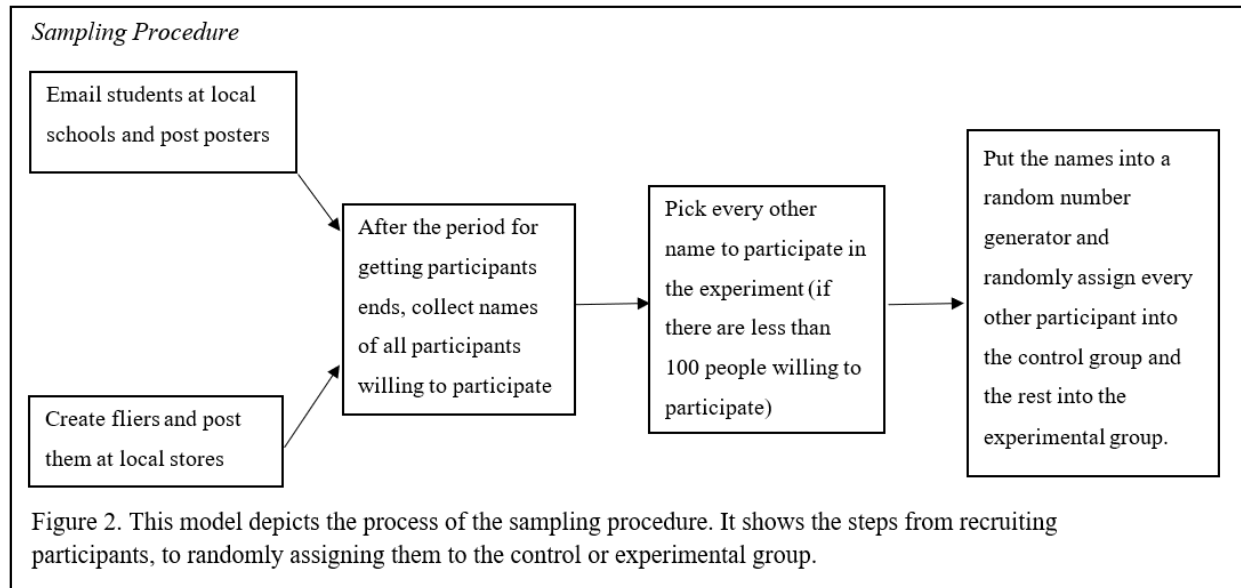 Sampling Procedure
Email students at local
schools and post posters
Create fliers and post
them at local stores
After the period for
getting participants
ends, collect names
of all participants
willing to participate
Pick every other
name to participate in
the experiment (if
there are less than
100 people willing to
participate)
Put the names into a
random number
generator and
randomly assign every
other participant into
the control group and
the rest into the
experimental group.
Figure 2. This model depicts the process of the sampling procedure. It shows the steps from recruiting
participants, to randomly assigning them to the control or experimental group.